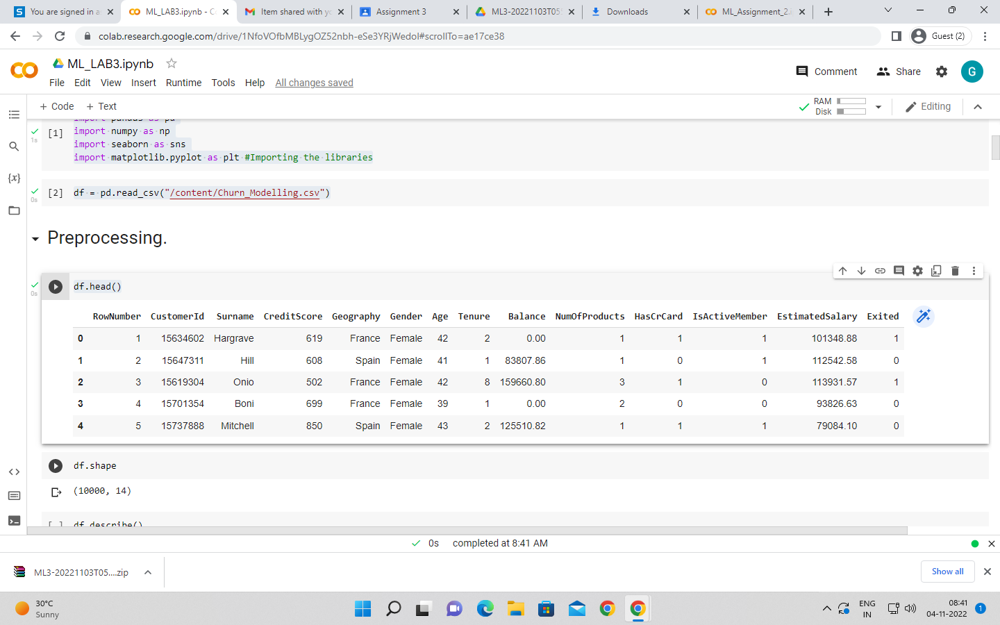 You are signed in as
ML_LAB3.ipynb - C
Item shared with yo
Assignment 3
ML3-20221103T05
Downloads
ML_Assignment_2.i
colab.research.google.com/drive/1NfoVOfbMBLygOZ52nbh-eSe3YRjWedoI#scrollTo=ae17ce38
Guest (2)
ML_LAB3.ipynb
Comment
Share
G
File Edit View Insert Runtime Tools Help All changes saved
+ Code + Text
RAM
Disk
Editing
import pandas as pd
[1] import numpy as np
1s
import seaborn as sns
import matplotlib.pyplot as plt #Importing the libraries
[2] df = pd.read_csv("/content/Churn_Modelling.csv")
0s
{x}
Preprocessing.
df.head()
0s
RowNumber CustomerId Surname CreditScore Geography Gender Age Tenure Balance NumOfProducts HasCrCard IsActiveMember EstimatedSalary Exited
0 1 15634602 Hargrave 619 France Female 42 2 0.00 1 1 1 101348.88 1
1 2 15647311 Hill 608 Spain Female 41 1 83807.86 1 0 1 112542.58 0
2 3 15619304 Onio 502 France Female 42 8 159660.80 3 1 0 113931.57 1
3 4 15701354 Boni 699 France Female 39 1 0.00 2 0 0 93826.63 0
4 5 15737888 Mitchell 850 Spain Female 43 2 125510.82 1 1 1 79084.10 0
df.shape
(10000, 14)
[ ] df.describe()
0s completed at 8:41 AM
ML3-20221103T05....zip
Show all
30°C
Sunny
ENG
IN
08:41
04-11-2022
1